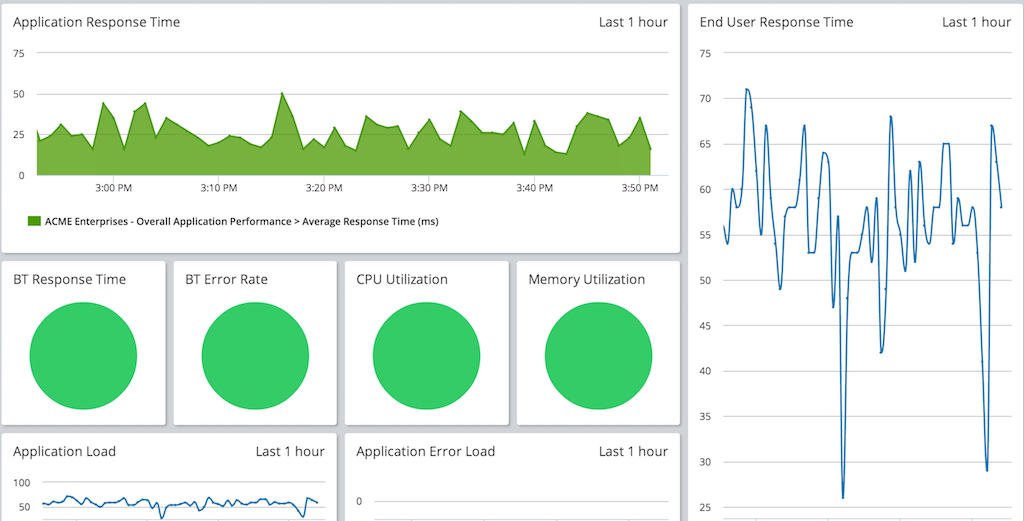 Application Response Time Last 1 hour
75
50
25
0
3:00 PM 3:10 PM 3:20 PM 3:30 PM 3:40 PM 3:50 PM
ACME Enterprises - Overall Application Performance > Average Response Time (ms)
End User Response Time Last 1 hour
75
70
65
60
55
50
45
40
35
30
25
BT Response Time
BT Error Rate
CPU Utilization
Memory Utilization
Application Load Last 1 hour
100
50
Application Error Load Last 1 hour
0